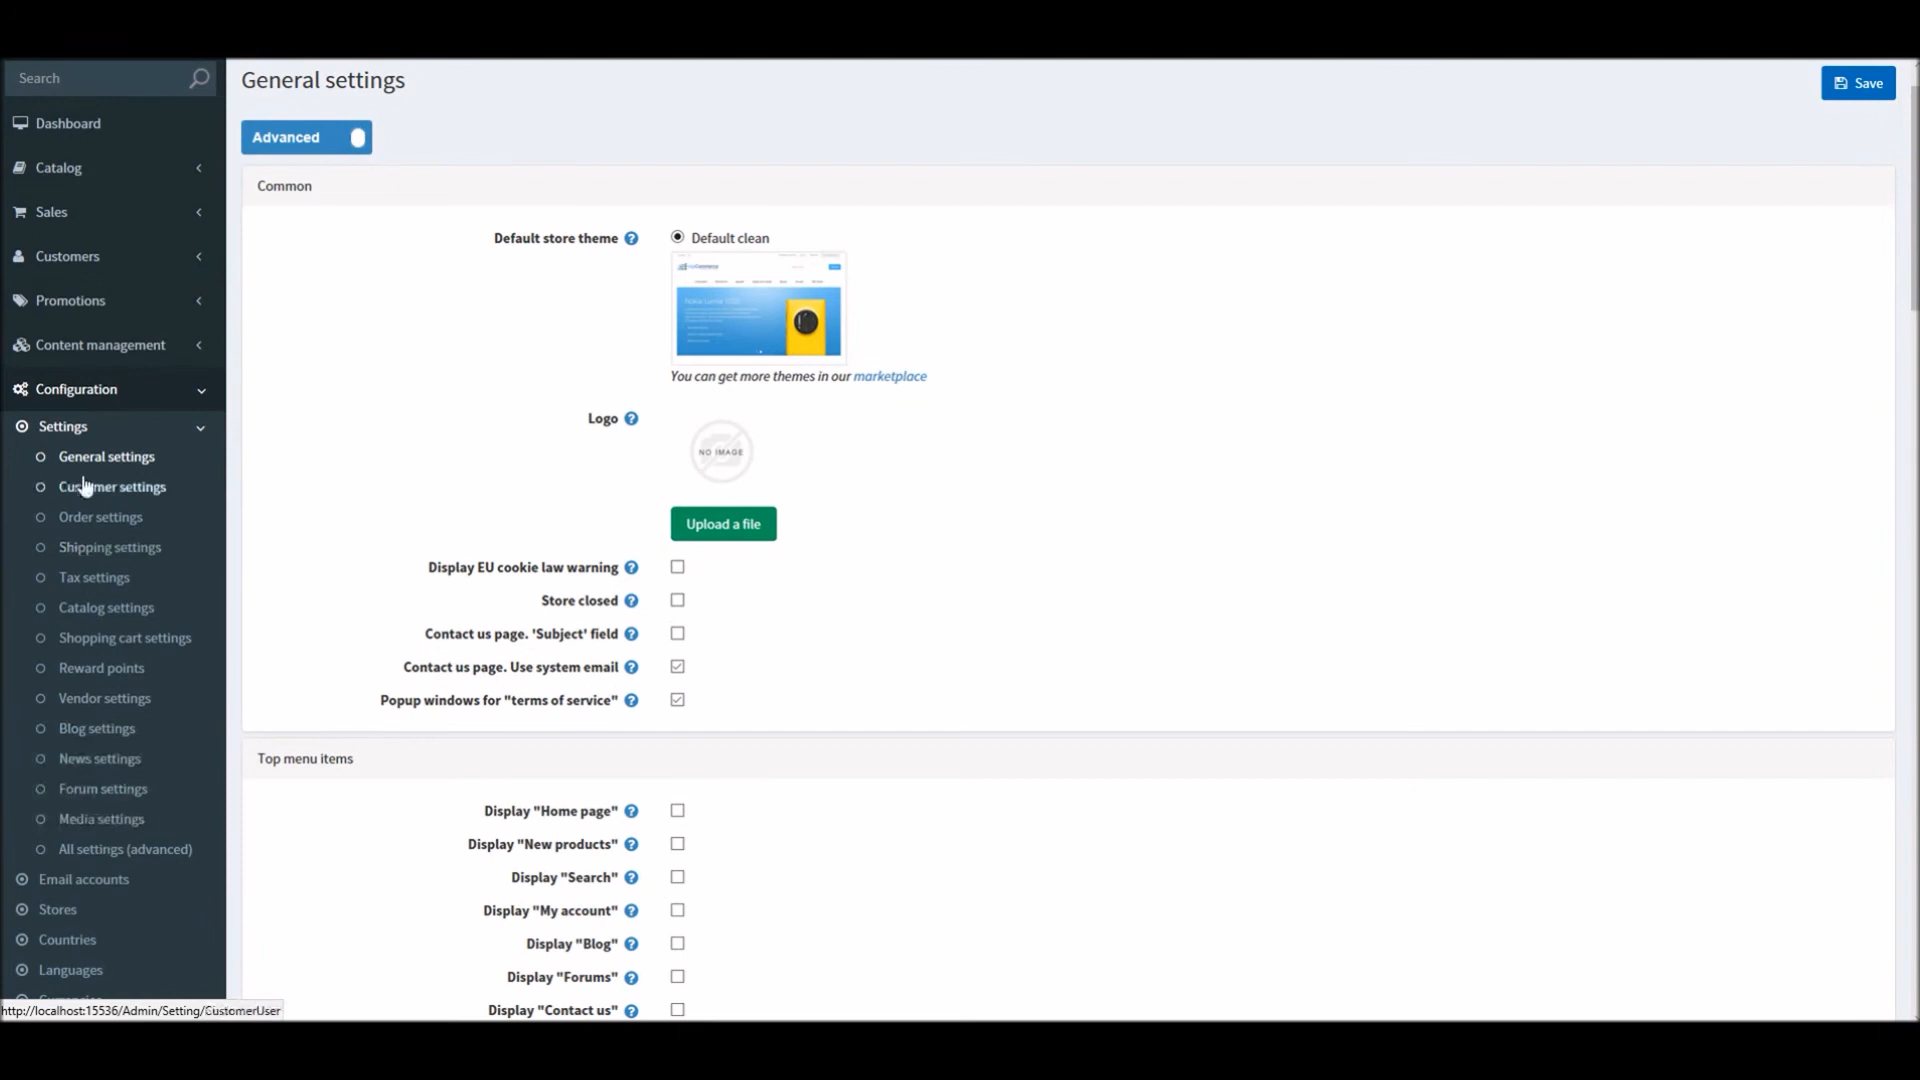 Search
Dashboard
Catalog
Sales
Customers
Promotions
Content management
Configuration
Settings
General settings
Customer settings
Order settings
Shipping settings
Tax settings
Catalog settings
Shopping cart settings
Reward points
Vendor settings
Blog settings
News settings
Forum settings
Media settings
All settings (advanced)
Email accounts
Stores
Countries
Languages
http://localhost:15536/Admin/Setting/CustomerUser
General settings
Save
Advanced
Common
Default store theme
Default clean
You can get more themes in our marketplace
Logo
NO IMAGE
Upload a file
Display EU cookie law warning
Store closed
Contact us page. 'Subject' field
Contact us page. Use system email
Popup windows for "terms of service"
Top menu items
Display "Home page"
Display "New products"
Display "Search"
Display "My account"
Display "Blog"
Display "Forums"
Display "Contact us"